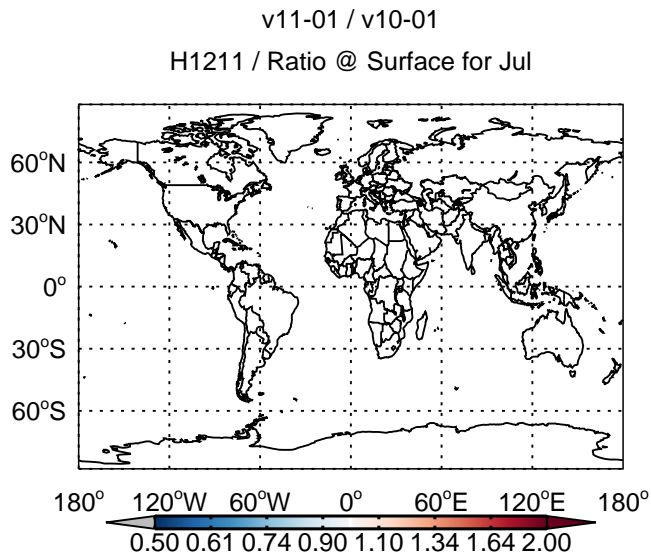 v11-01 / v10-01
H1211 / Ratio @ Surface for Jul
60°N
30°N
0°
30°S
60°S
180° 120°W 60°W 0° 60°E 120°E 180°
0.50 0.61 0.74 0.90 1.10 1.34 1.64 2.00